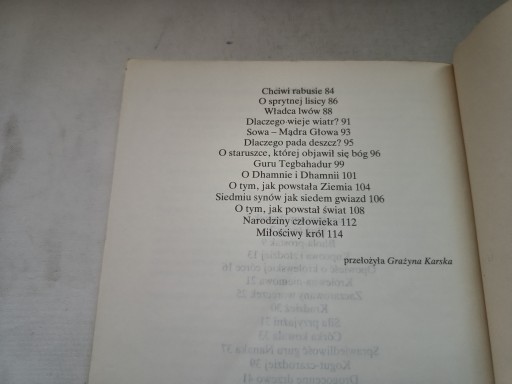 Chciwi rabusie 84
O sprytnej lisicy 86
Władca lwów 88
Dlaczego wieje wiatr? 91
Sowa – Mądra Głowa 93
Dlaczego pada deszcz? 95
O staruszce, której objawił się bóg 96
Guru Tegbahadur 99
O Dhamnie i Dhamnii 101
O tym, jak powstała Ziemia 104
Siedmiu synów jak siedem gwiazd 106
O tym, jak powstał świat 108
Narodziny człowieka 112
Miłościwy król 114
przełożyła Grażyna Karska